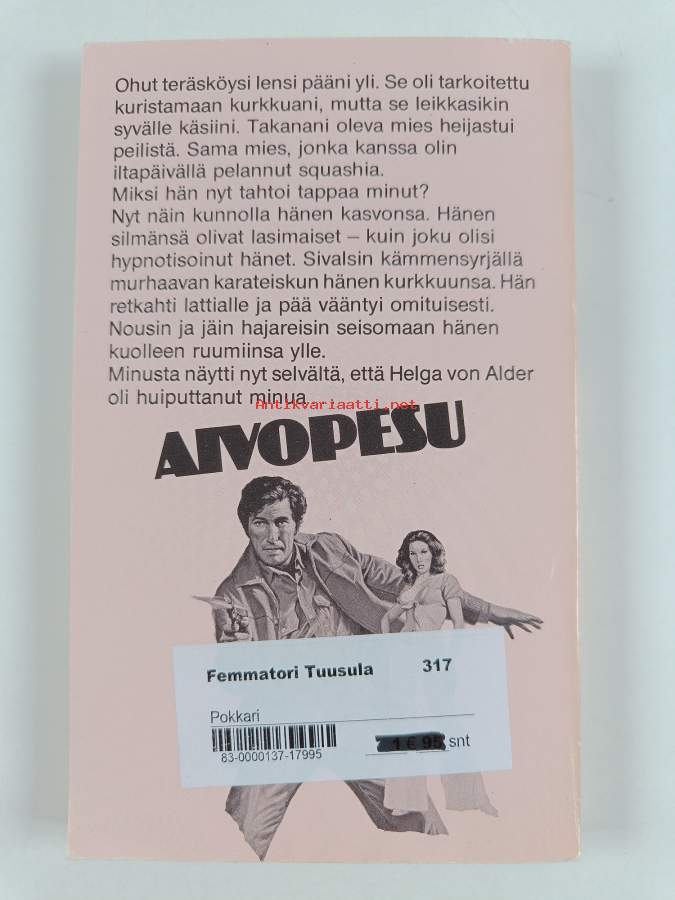 Ohut teräsköysi lensi pääni yli. Se oli tarkoitettu
kuristamaan kurkkuani, mutta se leikkasikin
syvälle käsiini. Takanani oleva mies heijastui
peilistä. Sama mies, jonka kanssa olin
iltapäivällä pelannut squashia.
Miksi hän nyt tahtoi tappaa minut?
Nyt näin kunnolla hänen kasvonsa. Hänen
silmänsä olivat lasimaiset – kuin joku olisi
hypnotisoinut hänet. Sivalsin kämmensyrjällä
murhaavan karateiskun hänen kurkkuunsa. Hän
retkahti lattialle ja pää vääntyi omituisesti.
Nousin ja jäin hajareisin seisomaan hänen
kuolleen ruumiinsa ylle.
Minusta näytti nyt selvältä, että Helga von Alder
oli huiputtanut minua
Antikvariaatti.net
AIVOPESU
Femmatori Tuusula 317
Pokkari
83-0000137-17995
1 € 95 snt